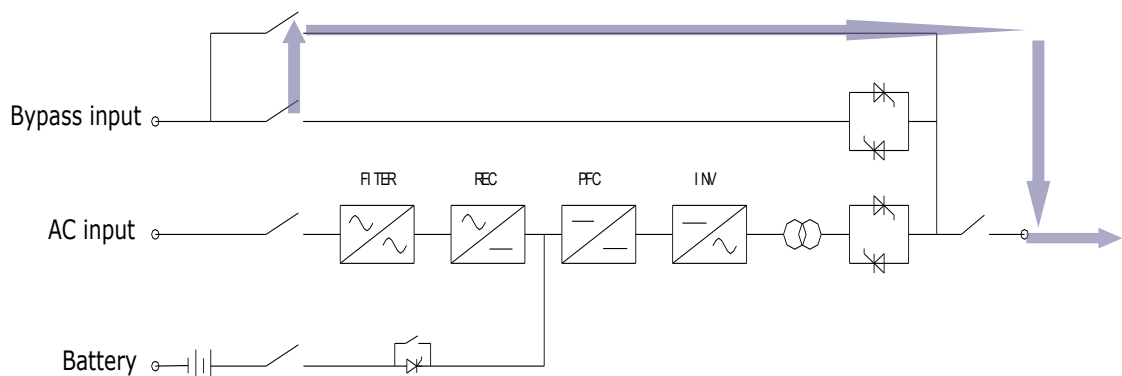 Bypass input
FITER
REC
PFC
INV
AC input
Battery